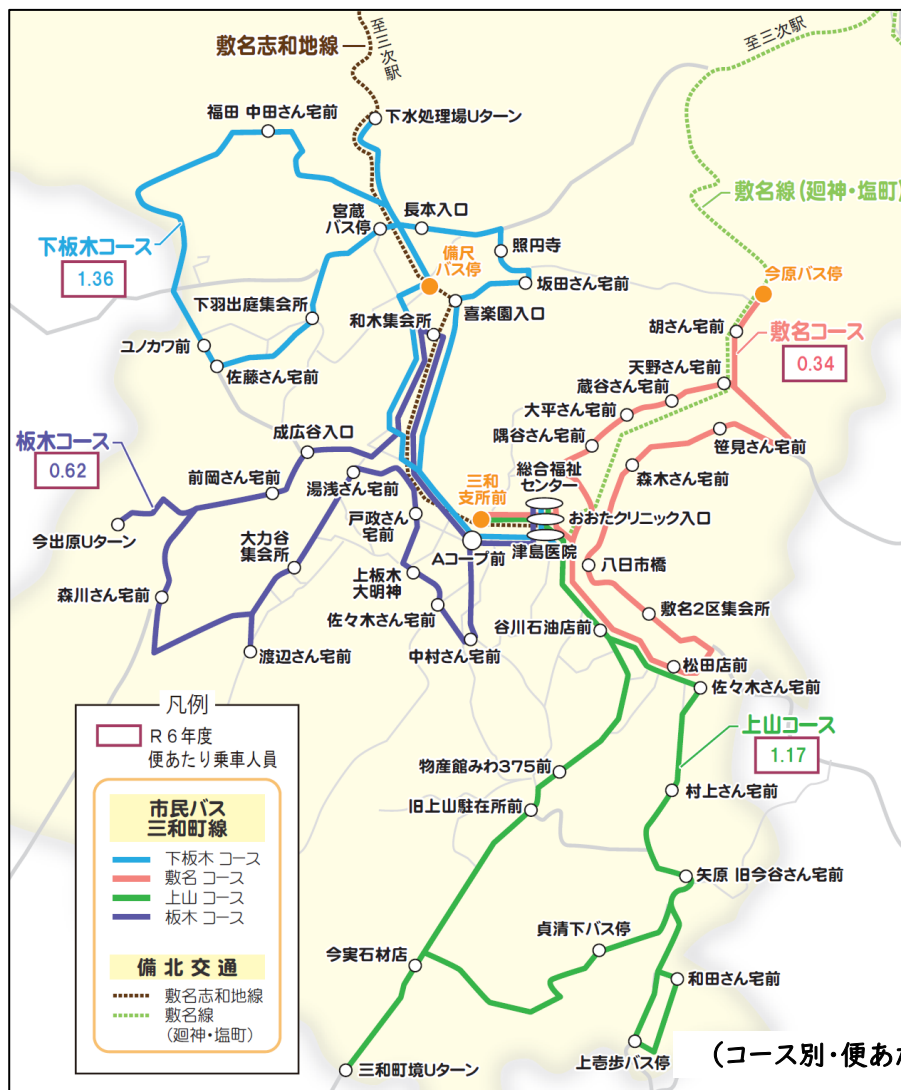 敷名志和地線
至三次駅
至三次駅
福田 中田さん宅前
下水処理場Uターン
敷名線(廻神・塩町)
宮蔵
バス停
長本入口
下板木コース
1.36
備尺
バス停
照円寺
今原バス停
坂田さん宅前
下羽出庭集会所
喜楽園入口
和木集会所
胡さん宅前
敷名コース
0.34
ユノカワ前
佐藤さん宅前
天野さん宅前
蔵谷さん宅前
大平さん宅前
成広谷入口
隅谷さん宅前
笹見さん宅前
板木コース
0.62
前岡さん宅前
湯浅さん宅前
総合福祉
センター
森木さん宅前
三和
支所前
戸政さん
宅前
おおたクリニック入口
今出原Uターン
大力谷
集会所
Aコープ前
津島医院
八日市橋
上板木
大明神
森川さん宅前
佐々木さん宅前
敷名2区集会所
谷川石油店前
渡辺さん宅前
中村さん宅前
松田店前
佐々木さん宅前
凡例
R6年度
便あたり乗車人員
上山コース
1.17
物産館みわ375前
市民バス
三和町線
村上さん宅前
旧上山駐在所前
下板木 コース
敷名 コース
上山 コース
板木 コース
矢原 旧今谷さん宅前
貞清下バス停
備北交通
今実石材店
和田さん宅前
敷名志和地線
敷名線
(廻神・塩町)
上壱歩バス停
三和町境Uターン
(コース別・便あた